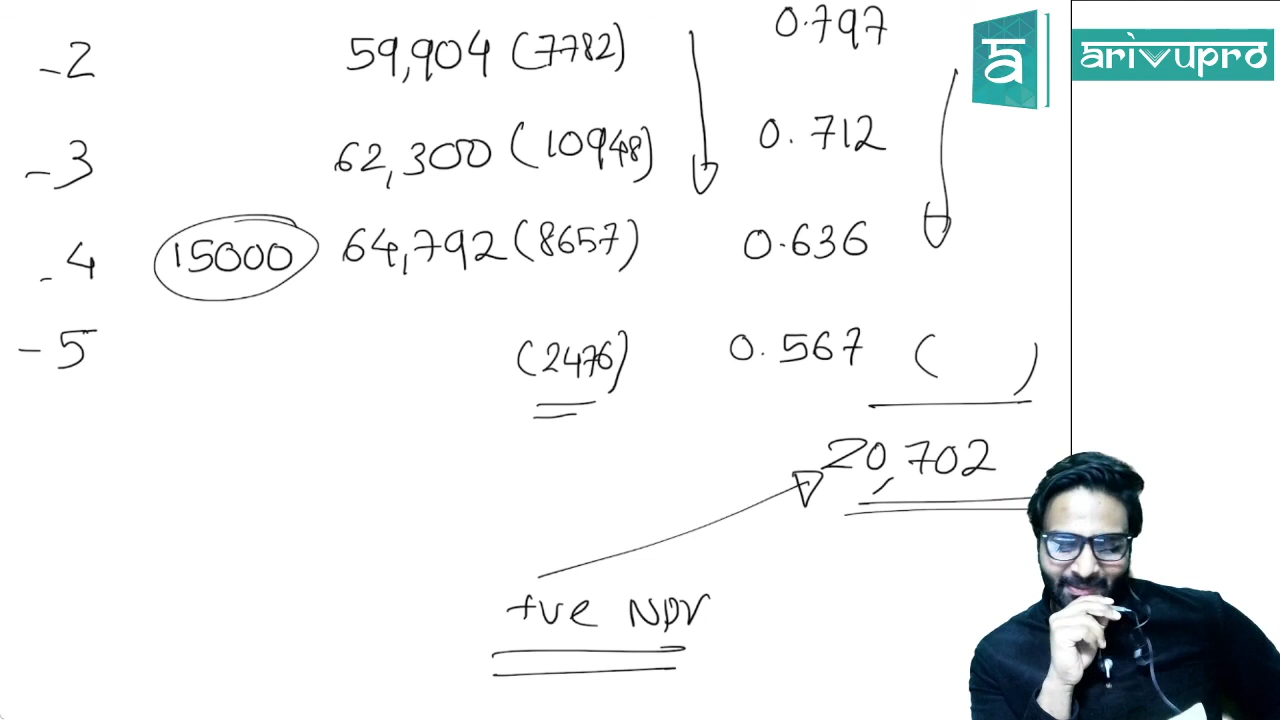 arivupro
-2 59,904 (7782) 0.797
-3 62,300 (10948) 0.712
-4 15000 64,792 (8657) 0.636
-5 (2476) 0.567 ( )
20,702
+ve NPV